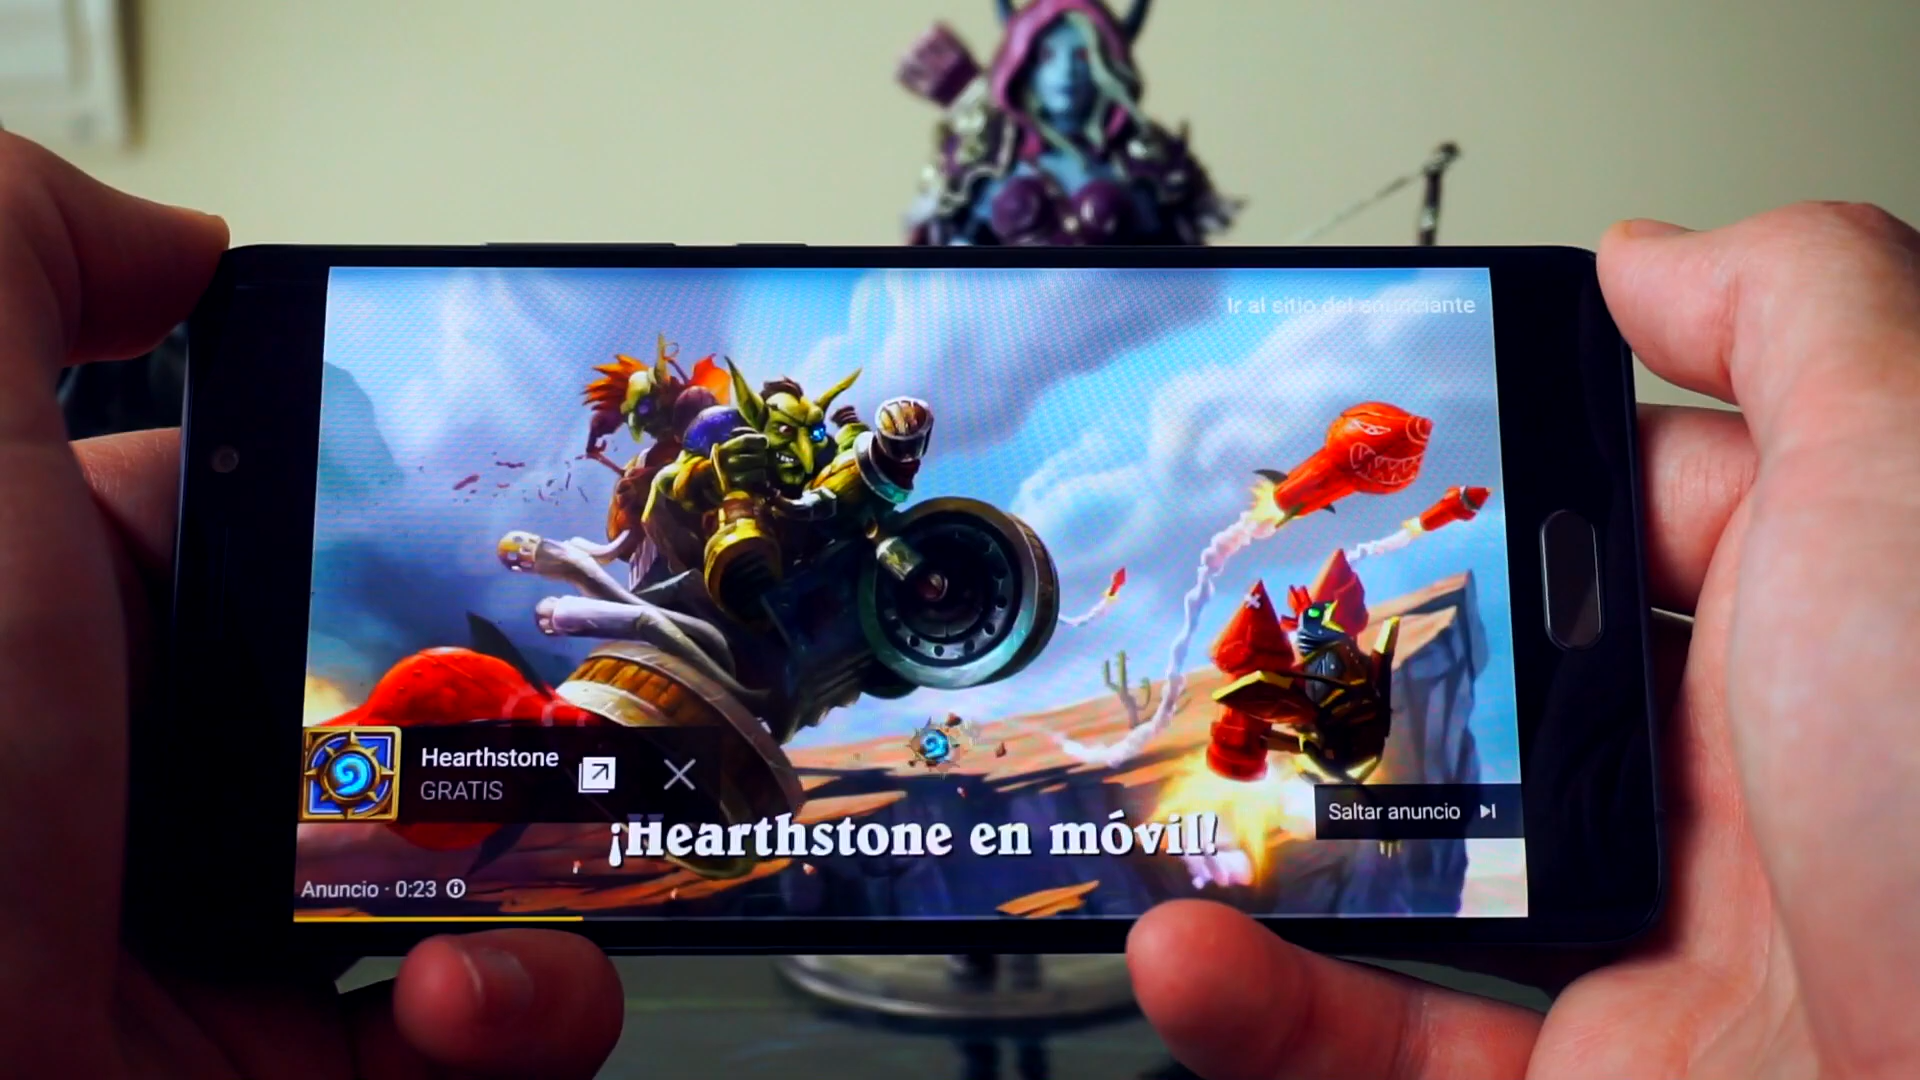 Ir al sitio del anunciante
Hearthstone
GRATIS
¡Hearthstone en móvil!
Saltar anuncio
Anuncio · 0:23